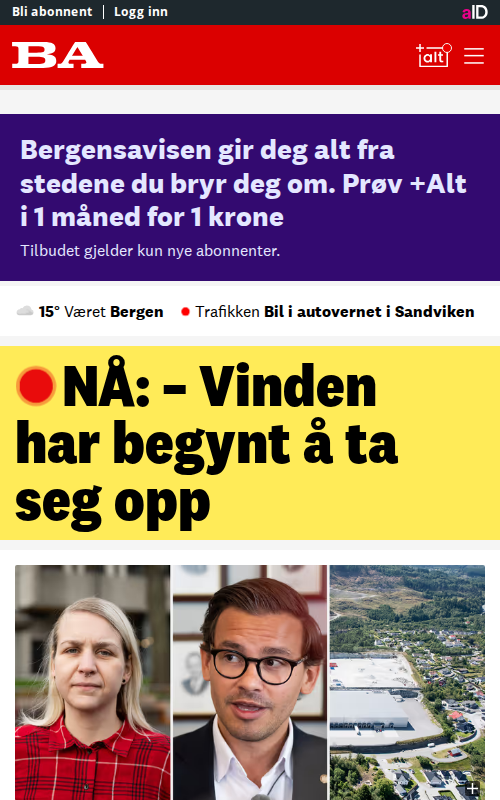 Bli abonnent | Logg inn
aID
BA
+alt
Bergensavisen gir deg alt fra
stedene du bryr deg om. Prøv +Alt
i 1 måned for 1 krone
Tilbudet gjelder kun nye abonnenter.
15° Været Bergen
Trafikken Bil i autovernet i Sandviken
NÅ: – Vinden
har begynt å ta
seg opp